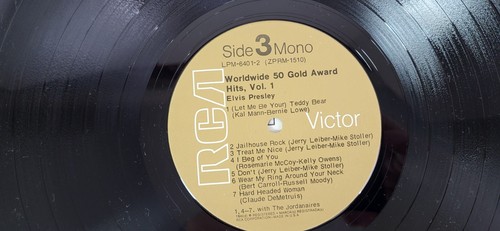 Side 3 Mono
LPM-6401-2 (ZPRM-1510)
Worldwide 50 Gold Award
Hits, Vol. 1
Elvis Presley
1 (Let Me Be Your) Teddy Bear
(Kal Mann-Bernie Lowe)
RCA Victor
2 Jailhouse Rock (Jerry Leiber-Mike Stoller)
3 Treat Me Nice (Jerry Leiber-Mike Stoller)
4 I Beg of You
(Rosemarie McCoy-Kelly Owens)
5 Don't (Jerry Leiber-Mike Stoller)
6 Wear My Ring Around Your Neck
(Bert Carroll-Russell Moody)
7 Hard Headed Woman
(Claude DeMetruis)
1, 4-7, with The Jordanaires